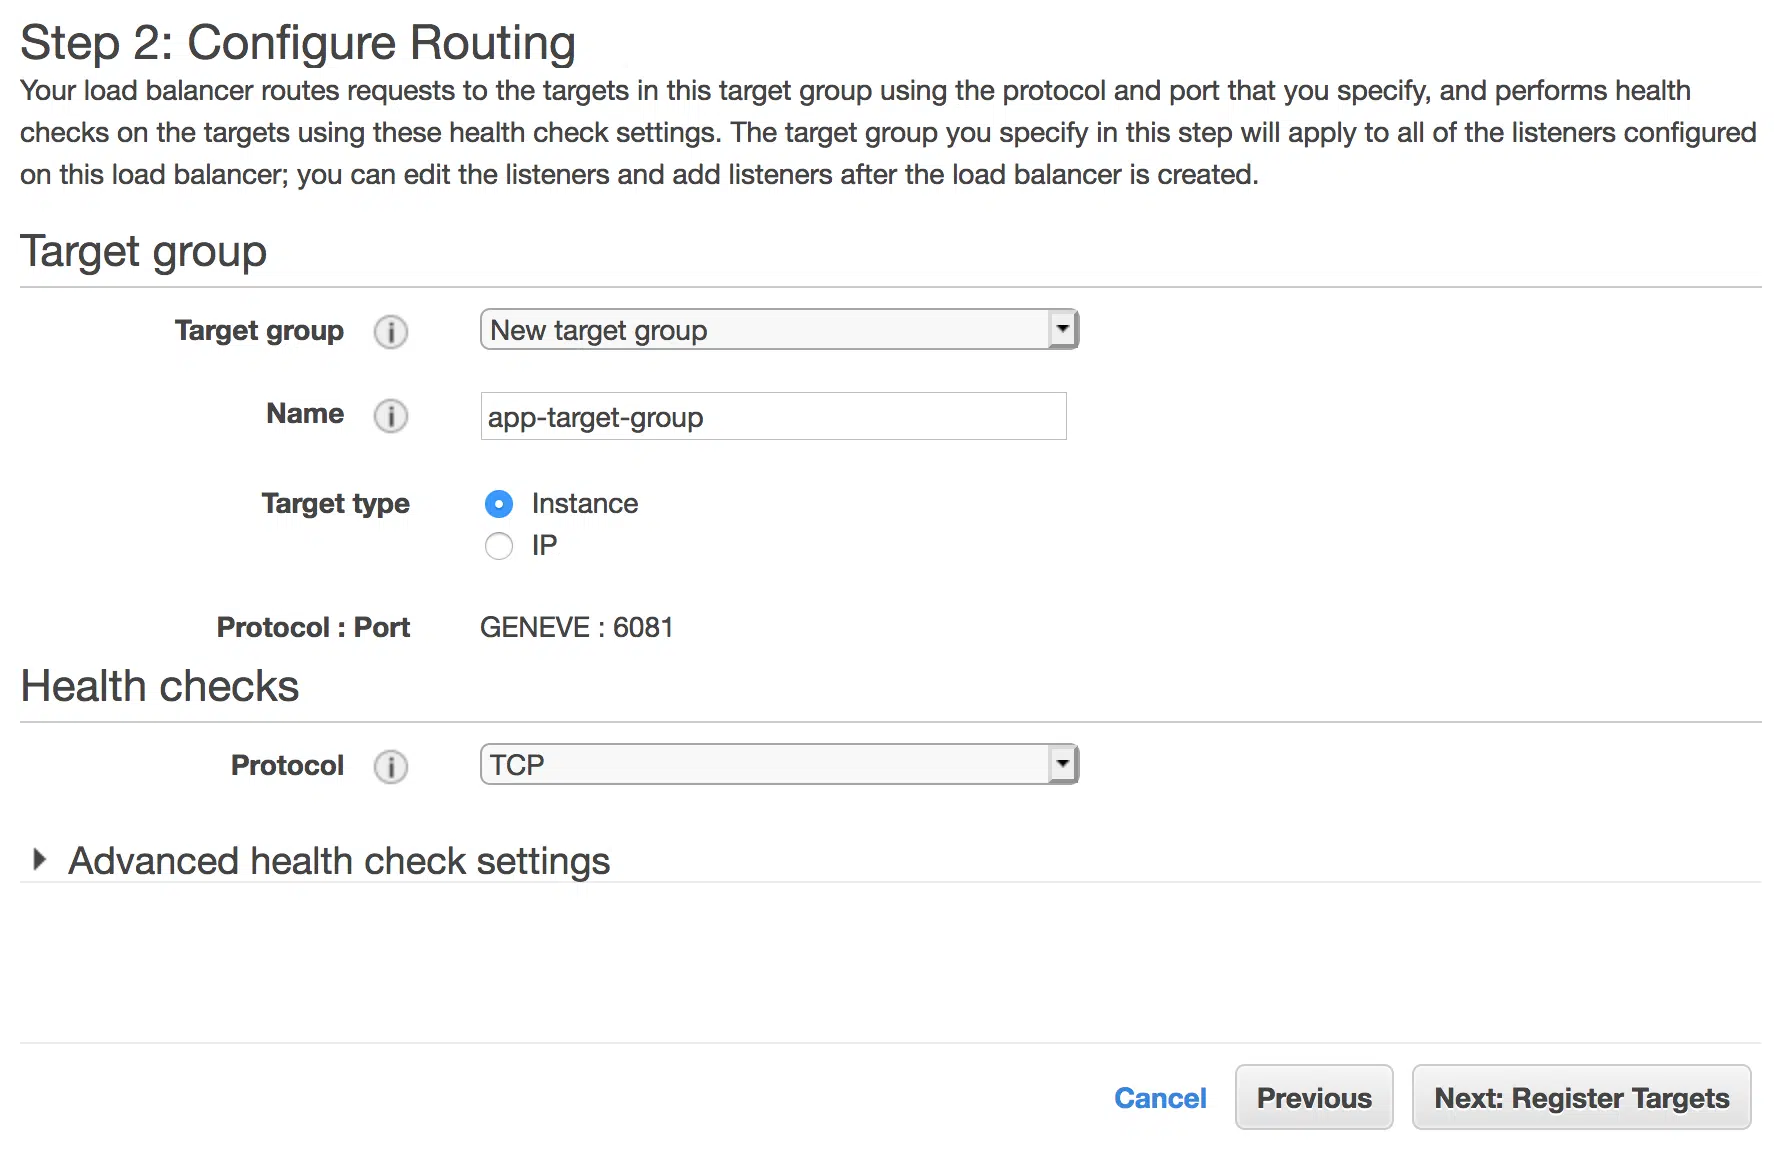 Step 2: Configure Routing
Your load balancer routes requests to the targets in this target group using the protocol and port that you specify, and performs health
checks on the targets using these health check settings. The target group you specify in this step will apply to all of the listeners configured
on this load balancer; you can edit the listeners and add listeners after the load balancer is created.
Target group
Target group i New target group
Name i app-target-group
Target type Instance
IP
Protocol : Port GENEVE : 6081
Health checks
Protocol i TCP
Advanced health check settings
Cancel Previous Next: Register Targets